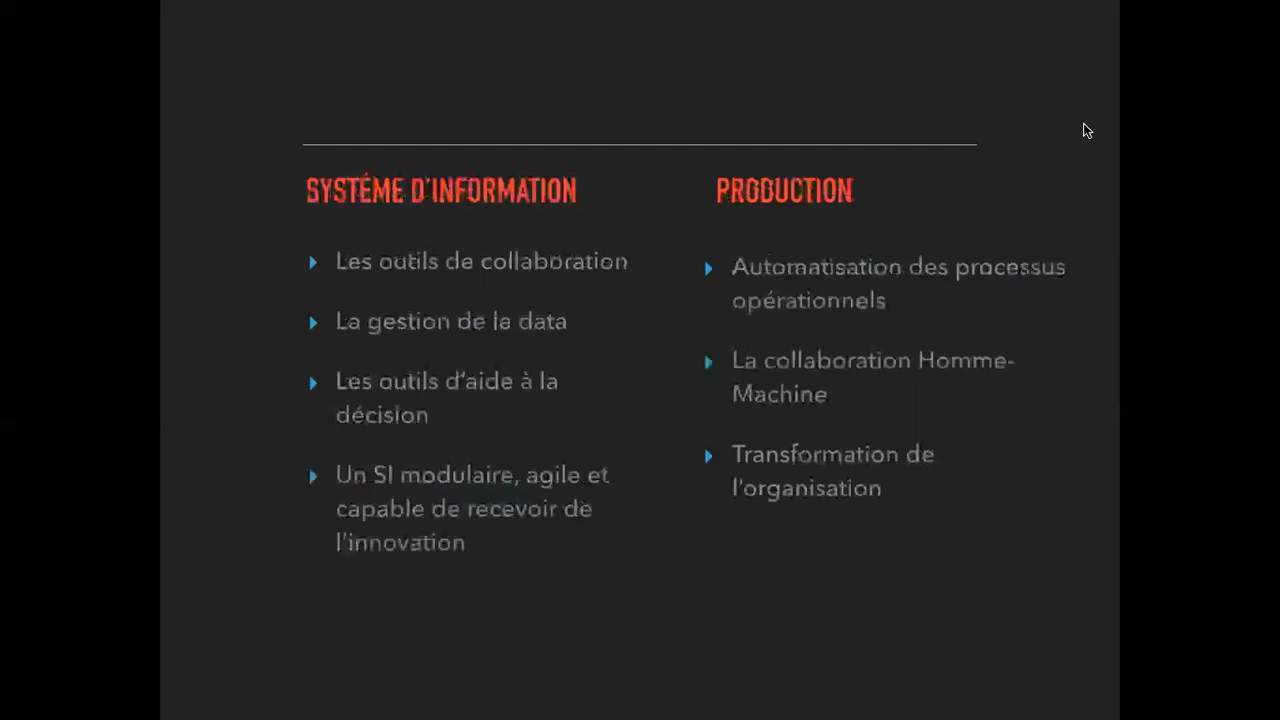 SYSTÉME D'INFORMATION
Les outils de collaboration
La gestion de la data
Les outils d'aide à la
décision
Un SI modulaire, agile et
capable de recevoir de
l'innovation
PRODUCTION
Automatisation des processus
opérationnels
La collaboration Homme-
Machine
Transformation de
l'organisation